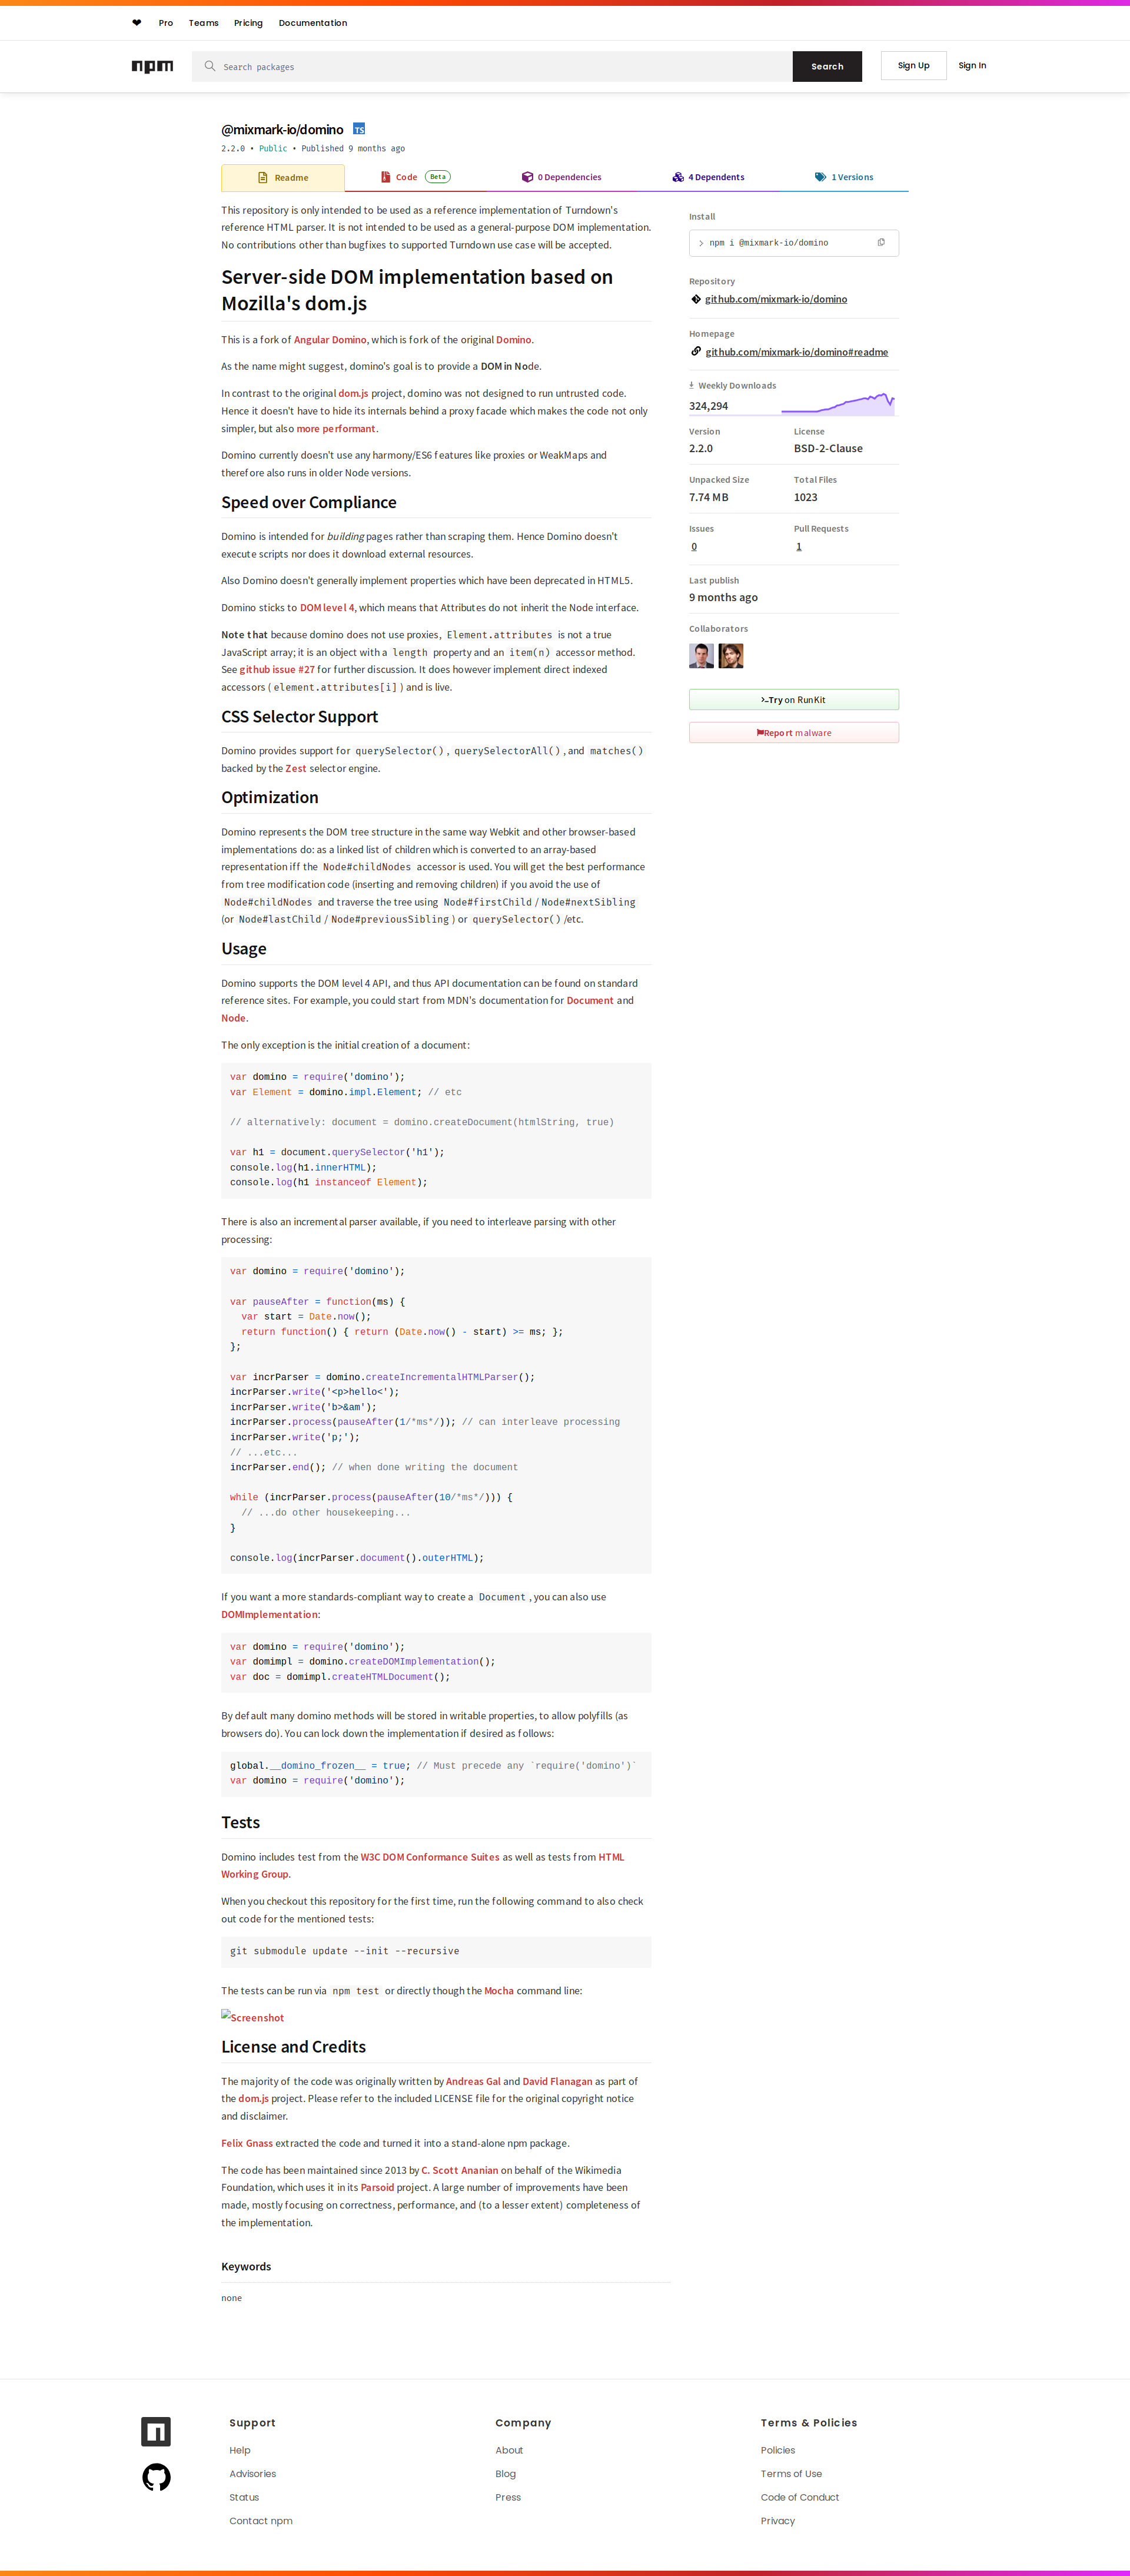 ❤ Pro Teams Pricing Documentation
npm Search packages Search Sign Up Sign In
@mixmark-io/domino TS
2.2.0 • Public • Published 9 months ago
Readme Code Beta 0 Dependencies 4 Dependents 1 Versions
This repository is only intended to be used as a reference implementation of Turndown's
reference HTML parser. It is not intended to be used as a general-purpose DOM implementation.
No contributions other than bugfixes to supported Turndown use case will be accepted.
Server-side DOM implementation based on
Mozilla's dom.js
This is a fork of Angular Domino, which is fork of the original Domino.
As the name might suggest, domino's goal is to provide a DOM in Node.
In contrast to the original dom.js project, domino was not designed to run untrusted code.
Hence it doesn't have to hide its internals behind a proxy facade which makes the code not only
simpler, but also more performant.
Domino currently doesn't use any harmony/ES6 features like proxies or WeakMaps and
therefore also runs in older Node versions.
Speed over Compliance
Domino is intended for building pages rather than scraping them. Hence Domino doesn't
execute scripts nor does it download external resources.
Also Domino doesn't generally implement properties which have been deprecated in HTML5.
Domino sticks to DOM level 4, which means that Attributes do not inherit the Node interface.
Note that because domino does not use proxies, Element.attributes is not a true
JavaScript array; it is an object with a length property and an item(n) accessor method.
See github issue #27 for further discussion. It does however implement direct indexed
accessors (element.attributes[i]) and is live.
CSS Selector Support
Domino provides support for querySelector(), querySelectorAll(), and matches()
backed by the Zest selector engine.
Optimization
Domino represents the DOM tree structure in the same way Webkit and other browser-based
implementations do: as a linked list of children which is converted to an array-based
representation iff the Node#childNodes accessor is used. You will get the best performance
from tree modification code (inserting and removing children) if you avoid the use of
Node#childNodes and traverse the tree using Node#firstChild/Node#nextSibling
(or Node#lastChild/Node#previousSibling) or querySelector()/etc.
Usage
Domino supports the DOM level 4 API, and thus API documentation can be found on standard
reference sites. For example, you could start from MDN's documentation for Document and
Node.
The only exception is the initial creation of a document:
var domino = require('domino');
var Element = domino.impl.Element; // etc
// alternatively: document = domino.createDocument(htmlString, true)
var h1 = document.querySelector('h1');
console.log(h1.innerHTML);
console.log(h1 instanceof Element);
There is also an incremental parser available, if you need to interleave parsing with other
processing:
var domino = require('domino');
var pauseAfter = function(ms) {
  var start = Date.now();
  return function() { return (Date.now() - start) >= ms; };
};
var incrParser = domino.createIncrementalHTMLParser();
incrParser.write('<p>hello<');
incrParser.write('b>&am');
incrParser.process(pauseAfter(1/*ms*/)); // can interleave processing
incrParser.write('p;');
// ...etc...
incrParser.end(); // when done writing the document
while (incrParser.process(pauseAfter(10/*ms*/))) {
  // ...do other housekeeping...
}
console.log(incrParser.document().outerHTML);
If you want a more standards-compliant way to create a Document, you can also use
DOMImplementation:
var domino = require('domino');
var domimpl = domino.createDOMImplementation();
var doc = domimpl.createHTMLDocument();
By default many domino methods will be stored in writable properties, to allow polyfills (as
browsers do). You can lock down the implementation if desired as follows:
global.__domino_frozen__ = true; // Must precede any `require('domino')`
var domino = require('domino');
Tests
Domino includes test from the W3C DOM Conformance Suites as well as tests from HTML
Working Group.
When you checkout this repository for the first time, run the following command to also check
out code for the mentioned tests:
git submodule update --init --recursive
The tests can be run via npm test or directly though the Mocha command line:
Screenshot
License and Credits
The majority of the code was originally written by Andreas Gal and David Flanagan as part of
the dom.js project. Please refer to the included LICENSE file for the original copyright notice
and disclaimer.
Felix Gnass extracted the code and turned it into a stand-alone npm package.
The code has been maintained since 2013 by C. Scott Ananian on behalf of the Wikimedia
Foundation, which uses it in its Parsoid project. A large number of improvements have been
made, mostly focusing on correctness, performance, and (to a lesser extent) completeness of
the implementation.
Keywords
none
Install
npm i @mixmark-io/domino
Repository
github.com/mixmark-io/domino
Homepage
github.com/mixmark-io/domino#readme
Weekly Downloads
324,294
Version License
2.2.0 BSD-2-Clause
Unpacked Size Total Files
7.74 MB 1023
Issues Pull Requests
0 1
Last publish
9 months ago
Collaborators
Try on RunKit
Report malware
Support
Help
Advisories
Status
Contact npm
Company
About
Blog
Press
Terms & Policies
Policies
Terms of Use
Code of Conduct
Privacy